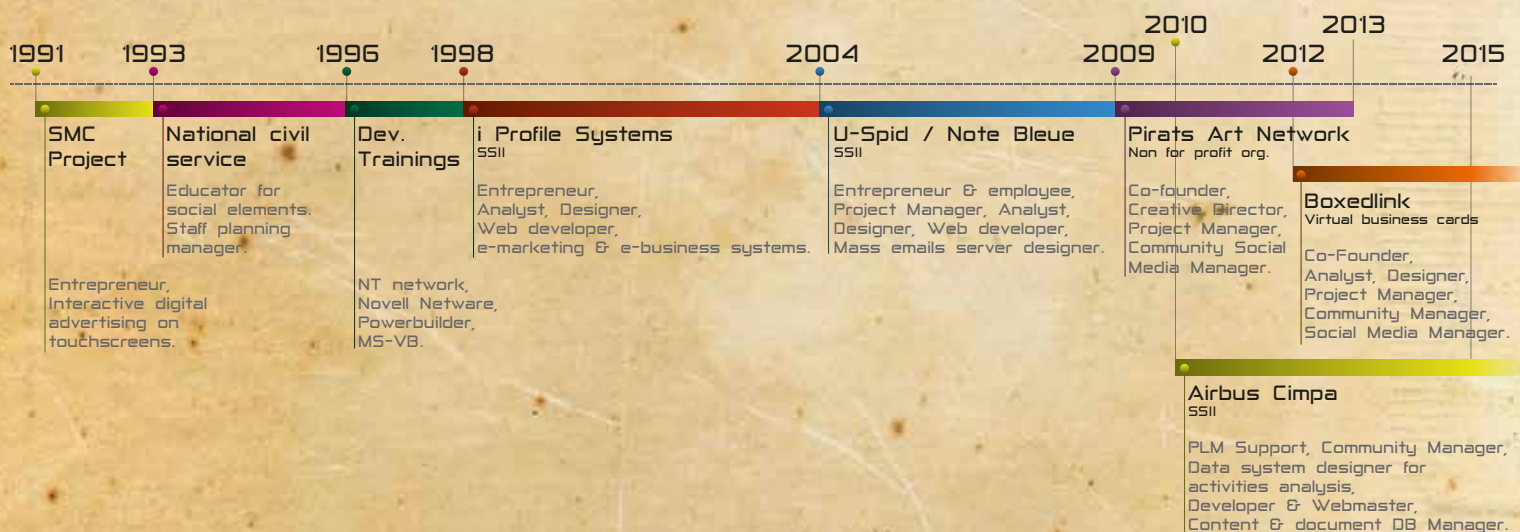 2010 2013
1991 1993 1996 1998 2004 2009 2012 2015
SMC
Project
Entrepreneur,
Interactive digital
advertising on
touchscreens.
National civil
service
Educator for
social elements.
Staff planning
manager.
Dev.
Trainings
NT network,
Novell Netware,
Powerbuilder,
MS-VB.
i Profile Systems
SSII
Entrepreneur,
Analyst, Designer,
Web developer,
e-marketing & e-business systems.
U-Spid / Note Bleue
SSII
Entrepreneur & employee,
Project Manager, Analyst,
Designer, Web developer,
Mass emails server designer.
Pirats Art Network
Non for profit org.
Co-founder,
Creative Director,
Project Manager,
Community Social
Media Manager.
Boxedlink
Virtual business cards
Co-Founder,
Analyst, Designer,
Project Manager,
Community Manager,
Social Media Manager.
Airbus Cimpa
SSII
PLM Support, Community Manager,
Data system designer for
activities analysis,
Developer & Webmaster,
Content & document DB Manager.